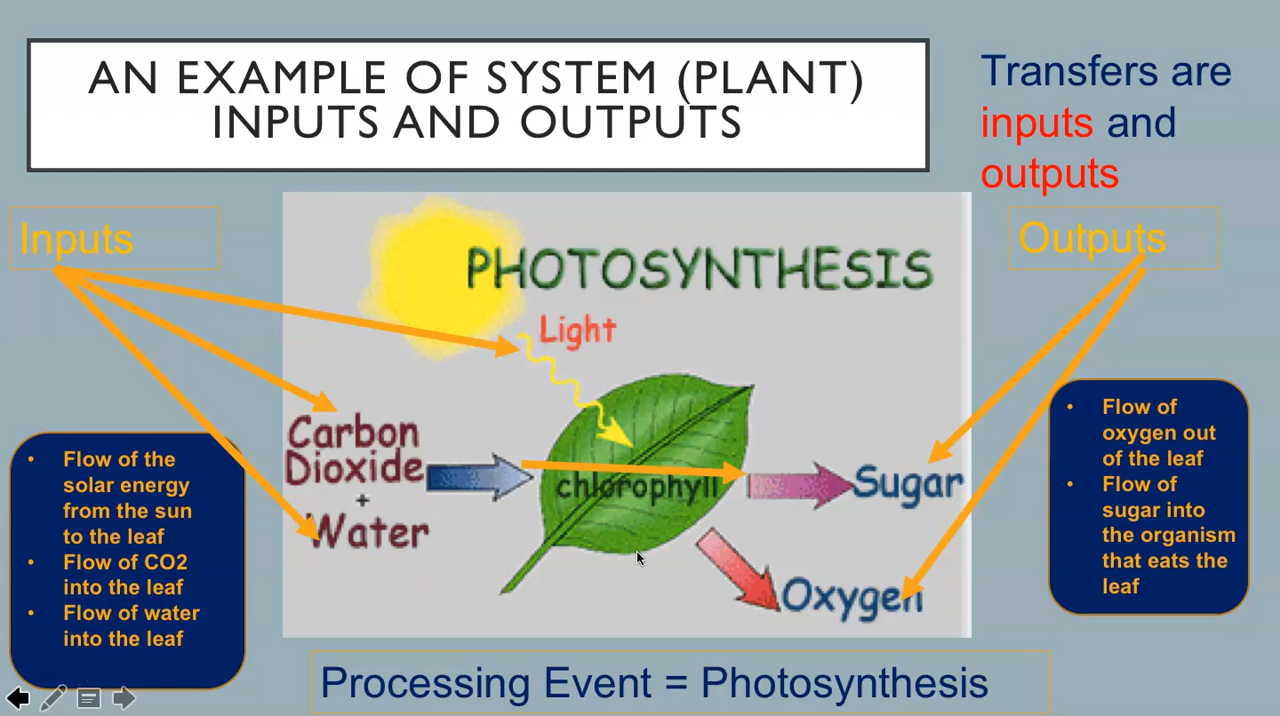 AN EXAMPLE OF SYSTEM (PLANT)
INPUTS AND OUTPUTS
Transfers are
inputs and
outputs
Inputs
Outputs
PHOTOSYNTHESIS
Light
Carbon
Dioxide
+
Water
chlorophyll
Sugar
Oxygen
• Flow of the
solar energy
from the sun
to the leaf
• Flow of CO2
into the leaf
• Flow of water
into the leaf
• Flow of
oxygen out
of the leaf
• Flow of
sugar into
the organism
that eats the
leaf
Processing Event = Photosynthesis